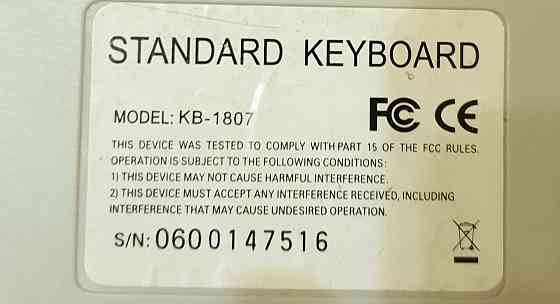 STANDARD KEYBOARD
MODEL: KB-1807
FC CE
THIS DEVICE WAS TESTED TO COMPLY WITH PART 15 OF THE FCC RULES.
OPERATION IS SUBJECT TO THE FOLLOWING CONDITIONS:
1) THIS DEVICE MAY NOT CAUSE HARMFUL INTERFERENCE.
2) THIS DEVICE MUST ACCEPT ANY INTERFERENCE RECEIVED, INCLUDING
INTERFERENCE THAT MAY CAUSE UNDESIRED OPERATION.
S/N: 0600147516